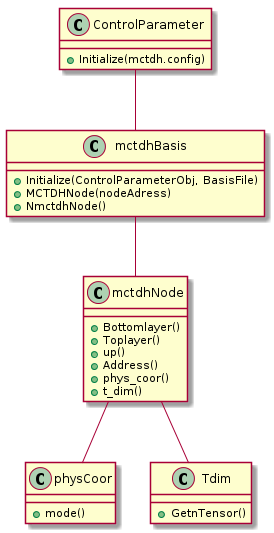 C ControlParameter
Initialize(mctdh.config)
C mctdhBasis
Initialize(ControlParameterObj, BasisFile)
MCTDHNode(nodeAdress)
NmctdhNode()
C mctdhNode
Bottomlayer()
Toplayer()
up()
Address()
phys_coor()
t_dim()
C physCoor
mode()
C Tdim
GetnTensor()